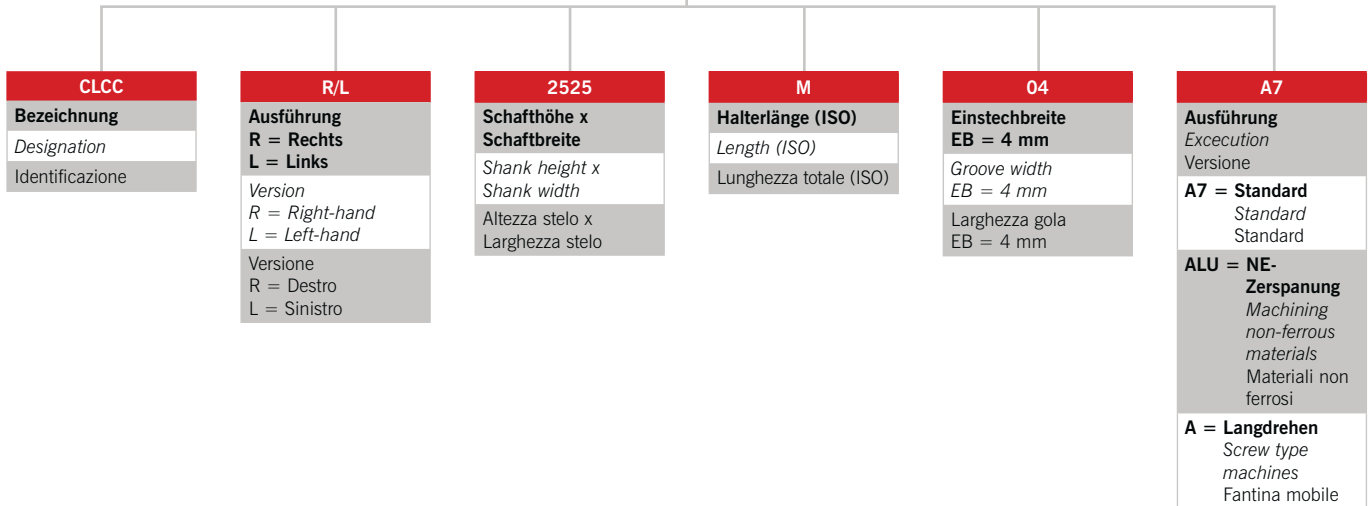 CLCC
Bezeichnung
Designation
Identificazione
R/L
Ausführung
R = Rechts
L = Links
Version
R = Right-hand
L = Left-hand
Versione
R = Destro
L = Sinistro
2525
Schafthöhe x
Schaftbreite
Shank height x
Shank width
Altezza stelo x
Larghezza stelo
M
Halterlänge (ISO)
Length (ISO)
Lunghezza totale (ISO)
04
Einstechbreite
EB = 4 mm
Groove width
EB = 4 mm
Larghezza gola
EB = 4 mm
A7
Ausführung
Excecution
Versione
A7 = Standard
Standard
Standard
ALU = NE-
Zerspanung
Machining
non-ferrous
materials
Materiali non
ferrosi
A = Langdrehen
Screw type
machines
Fantina mobile